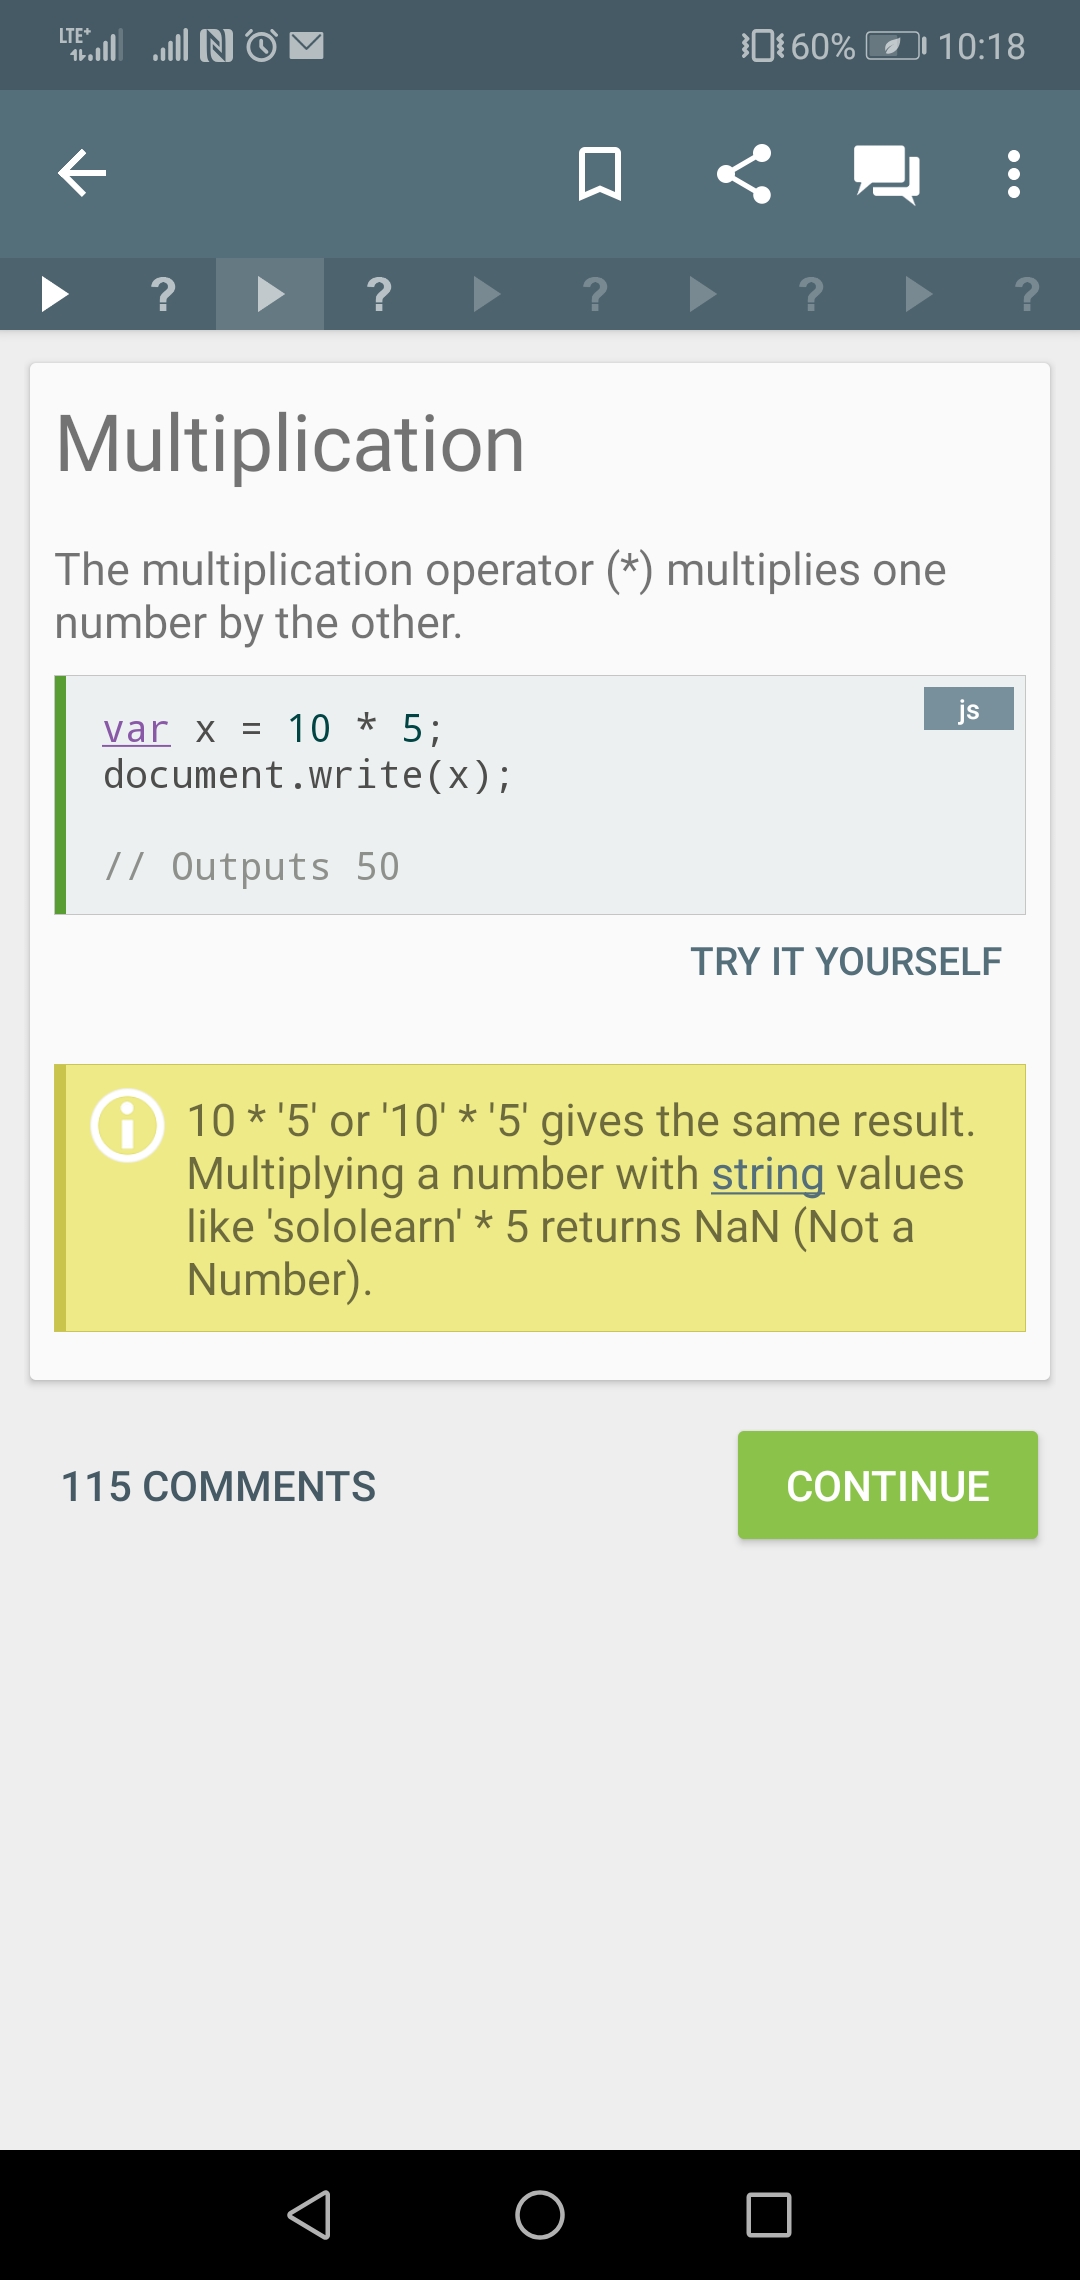 LTE+ 60% 10:18
? ? ? ? ?
Multiplication
The multiplication operator (*) multiplies one
number by the other.
js
var x = 10 * 5;
document.write(x);
// Outputs 50
TRY IT YOURSELF
10 * '5' or '10' * '5' gives the same result.
Multiplying a number with string values
like 'sololearn' * 5 returns NaN (Not a
Number).
115 COMMENTS
CONTINUE